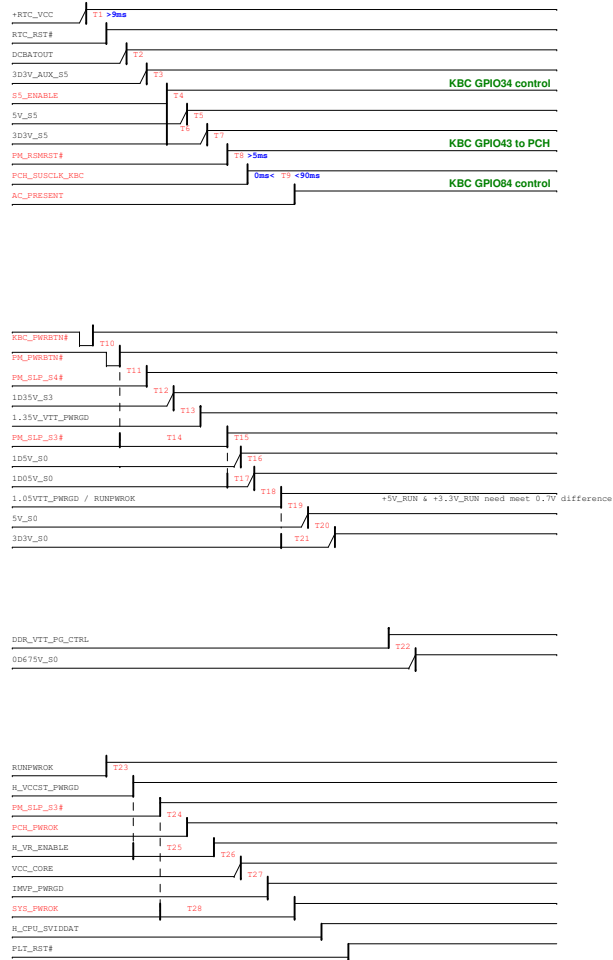 +RTC_VCC
T1 >9ms
RTC_RST#
DCBATOUT
T2
3D3V_AUX_S5
T3
KBC GPIO34 control
S5_ENABLE
T4
5V_S5
T5
T6
3D3V_S5
T7
KBC GPIO43 to PCH
PM_RSMRST#
T8 >5ms
PCH_SUSCLK_KBC
0ms< T9 <90ms
KBC GPIO84 control
AC_PRESENT
KBC_PWRBTN#
T10
PM_PWRBTN#
T11
PM_SLP_S4#
T12
1D35V_S3
T13
1.35V_VTT_PWRGD
PM_SLP_S3#
T14
T15
1D5V_S0
T16
1D05V_S0
T17
T18
1.05VTT_PWRGD / RUNPWROK
+5V_RUN & +3.3V_RUN need meet 0.7V difference
T19
5V_S0
T20
3D3V_S0
T21
DDR_VTT_PG_CTRL
T22
0D675V_S0
RUNPWROK
T23
H_VCCST_PWRGD
PM_SLP_S3#
T24
PCH_PWROK
H_VR_ENABLE
T25
T26
VCC_CORE
T27
IMVP_PWRGD
SYS_PWROK
T28
H_CPU_SVIDDAT
PLT_RST#